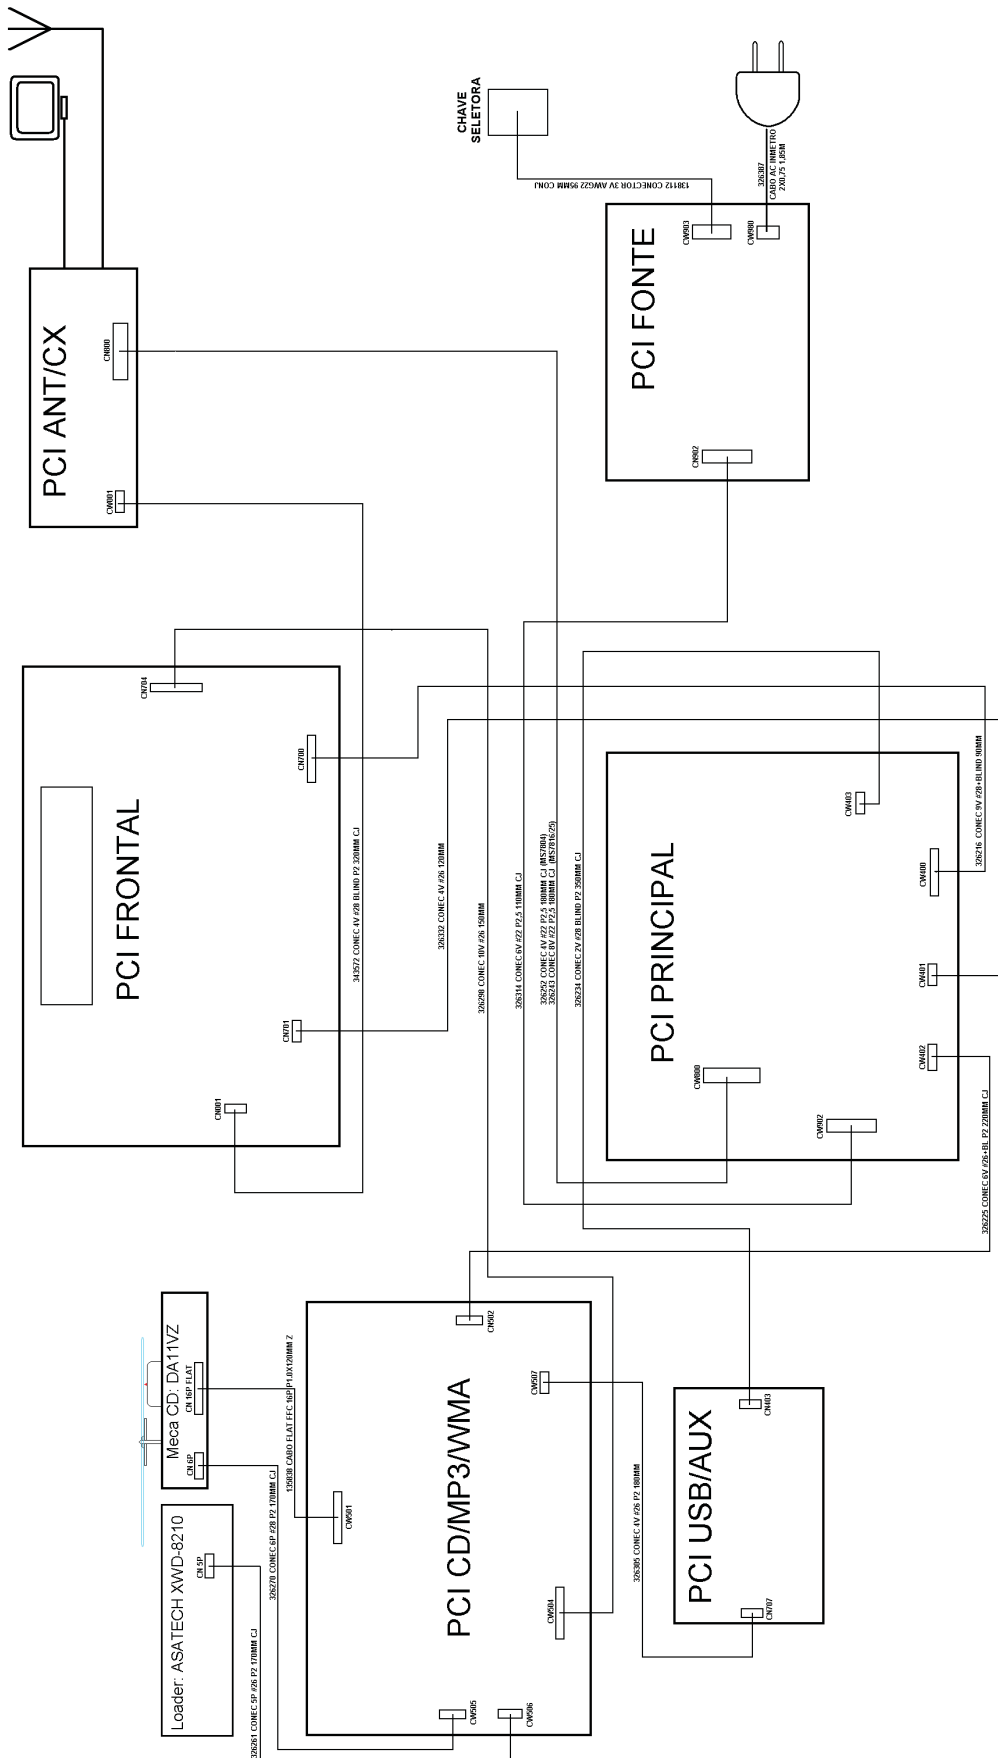 CHAVE
SELETORA
138112 CONECTOR 3V AWG22 95MM CONJ
326387
CABO AC INMETRO
2X0,75 1,85M
PCI FONTE
CW903
CW980
CN902
PCI ANT/CX
CN800
CW001
PCI FRONTAL
CN704
CN700
CN701
CN001
343572 CONEC 4V #28 BLIND P2 320MM CJ
326332 CONEC 4V #26 120MM
326298 CONEC 10V #26 150MM
326314 CONEC 6V #22 P2,5 110MM CJ
326252 CONEC 4V #22 P2,5 180MM CJ (MS7804)
326243 CONEC 8V #22 P2,5 180MM CJ (MS7816/25)
326234 CONEC 2V #28 BLIND P2 350MM CJ
326216 CONEC 9V #28+BLIND 90MM
326225 CONEC 6V #26+BL P2 220MM CJ
PCI PRINCIPAL
CW403
CW400
CW401
CW402
CW800
CW902
Meca CD: DA11VZ
CN 16P FLAT
CN 6P
Loader: ASATECH XWD-8210
CN 5P
135838 CABO FLAT FFC 16P P1.0X120MM Z
326270 CONEC 6P #28 P2 170MM CJ
326261 CONEC 5P #26 P2 170MM CJ
PCI CD/MP3/WMA
CN502
CW507
CW501
CW504
CW505
CW506
326305 CONEC 4V #26 P2 180MM
PCI USB/AUX
CN403
CN707